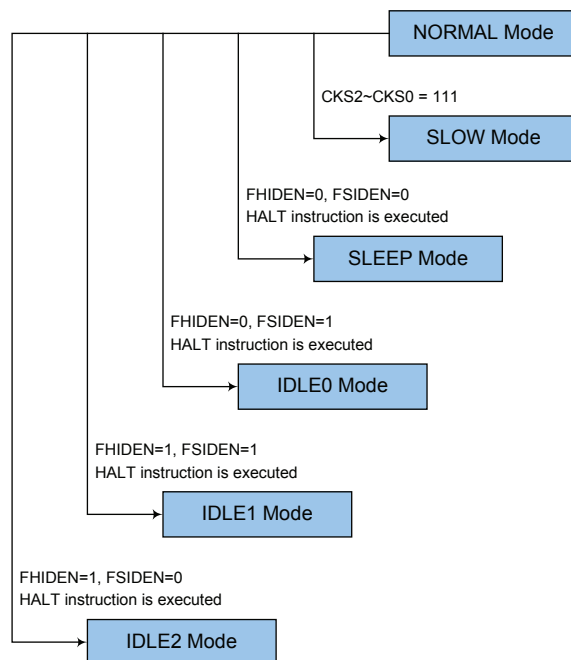 NORMAL Mode
CKS2~CKS0 = 111
SLOW Mode
FHIDEN=0, FSIDEN=0
HALT instruction is executed
SLEEP Mode
FHIDEN=0, FSIDEN=1
HALT instruction is executed
IDLE0 Mode
FHIDEN=1, FSIDEN=1
HALT instruction is executed
IDLE1 Mode
FHIDEN=1, FSIDEN=0
HALT instruction is executed
IDLE2 Mode